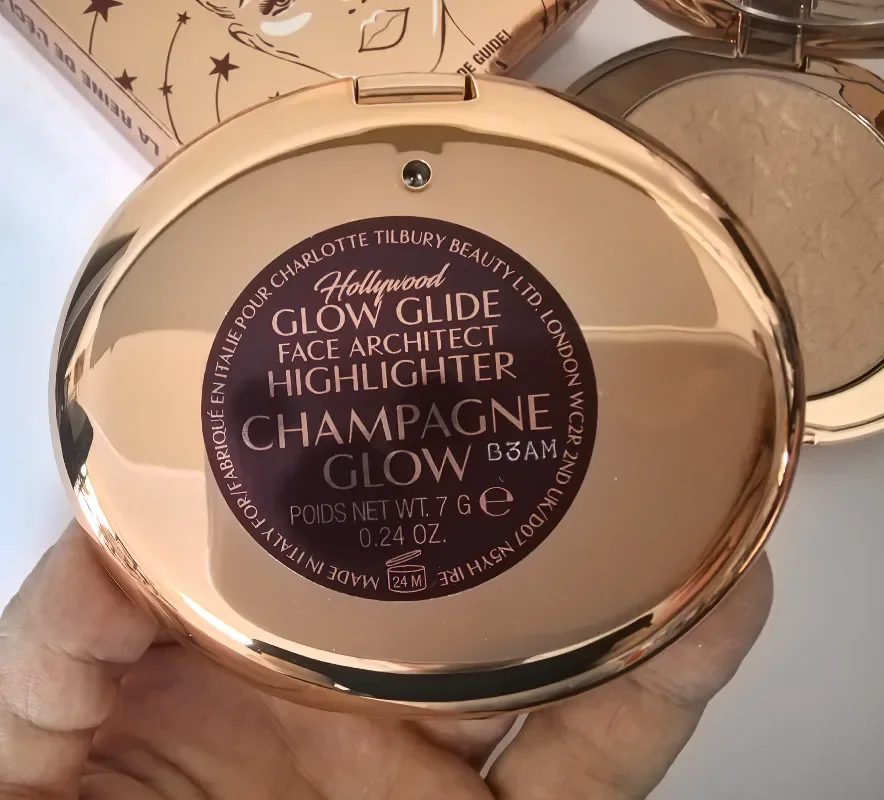 LA REINE DE L'ÉCL
DE GUIDE!
MADE IN ITALY FOR/FABRIQUÉ EN ITALIE POUR CHARLOTTE TILBURY BEAUTY LTD. LONDON WC2R 2ND UK/D07 N5YH IRE
Hollywood
GLOW GLIDE
FACE ARCHITECT
HIGHLIGHTER
CHAMPAGNE
GLOW B3AM
POIDS NET WT. 7 G e
0.24 OZ.
24 M